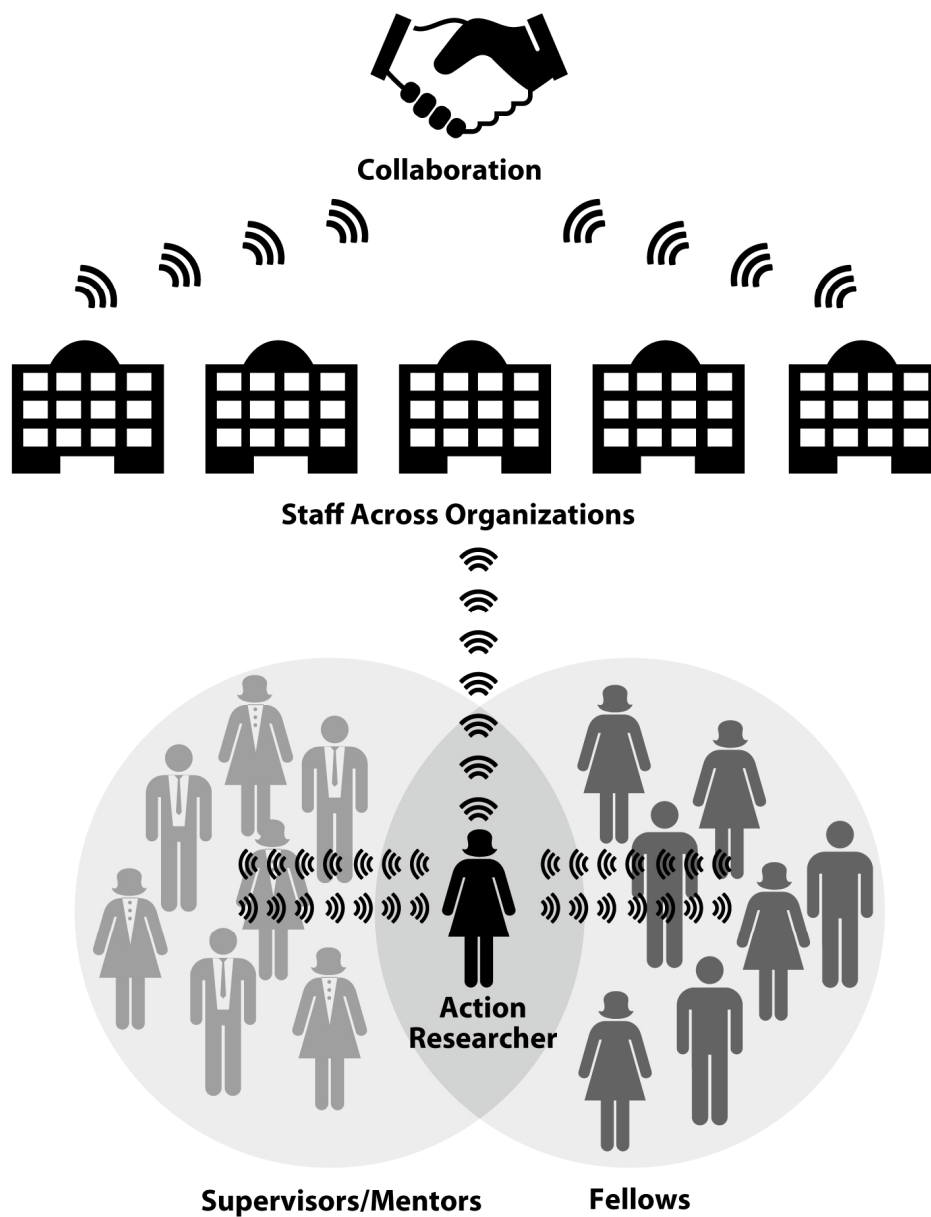 Collaboration
Staff Across Organizations
Action
Researcher
Supervisors/Mentors
Fellows